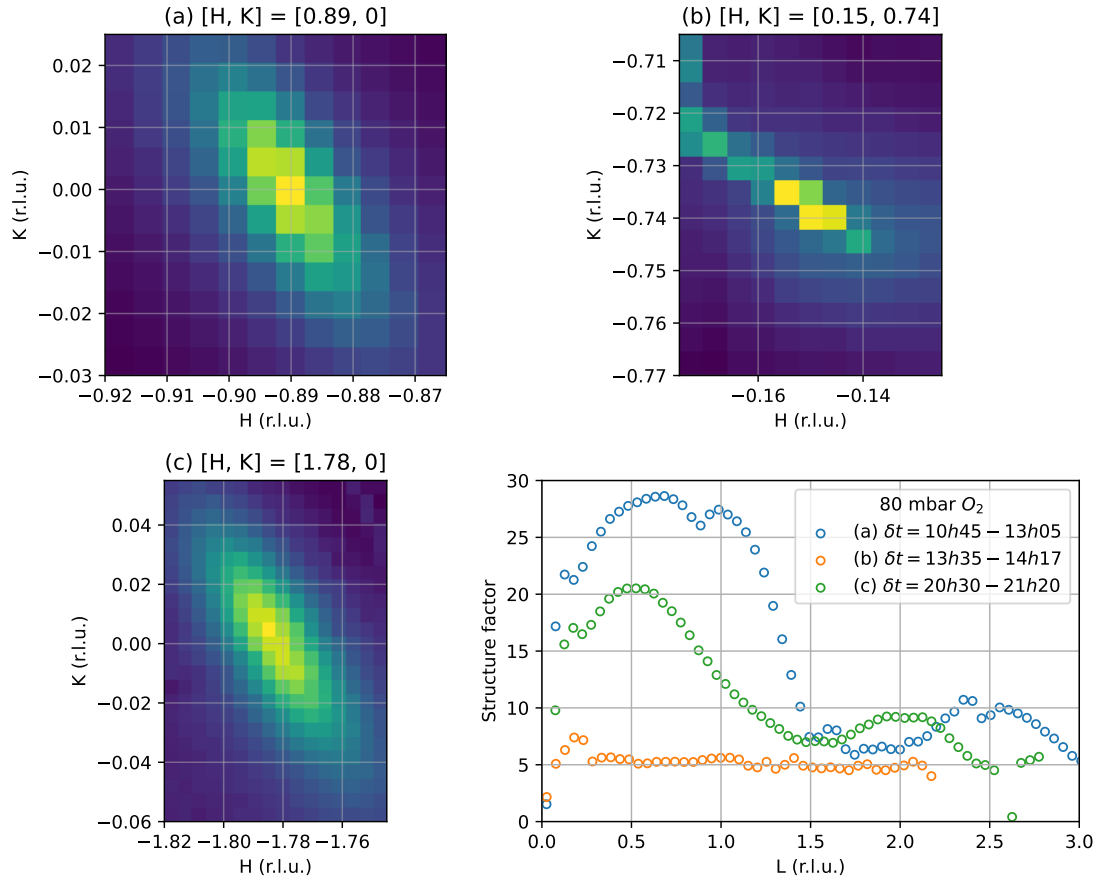 (a) [H, K] = [0.89, 0]
0.02
0.01
0.00
−0.01
−0.02
−0.03
K (r.l.u.)
−0.92 −0.91 −0.90 −0.89 −0.88 −0.87
H (r.l.u.)
(b) [H, K] = [0.15, 0.74]
−0.71
−0.72
−0.73
−0.74
−0.75
−0.76
−0.77
K (r.l.u.)
−0.16 −0.14
H (r.l.u.)
(c) [H, K] = [1.78, 0]
0.04
0.02
0.00
−0.02
−0.04
−0.06
K (r.l.u.)
−1.82 −1.80 −1.78 −1.76
H (r.l.u.)
30
25
20
15
10
5
0
Structure factor
80 mbar O₂
(a) δt = 10h45 − 13h05
(b) δt = 13h35 − 14h17
(c) δt = 20h30 − 21h20
0.0 0.5 1.0 1.5 2.0 2.5 3.0
L (r.l.u.)